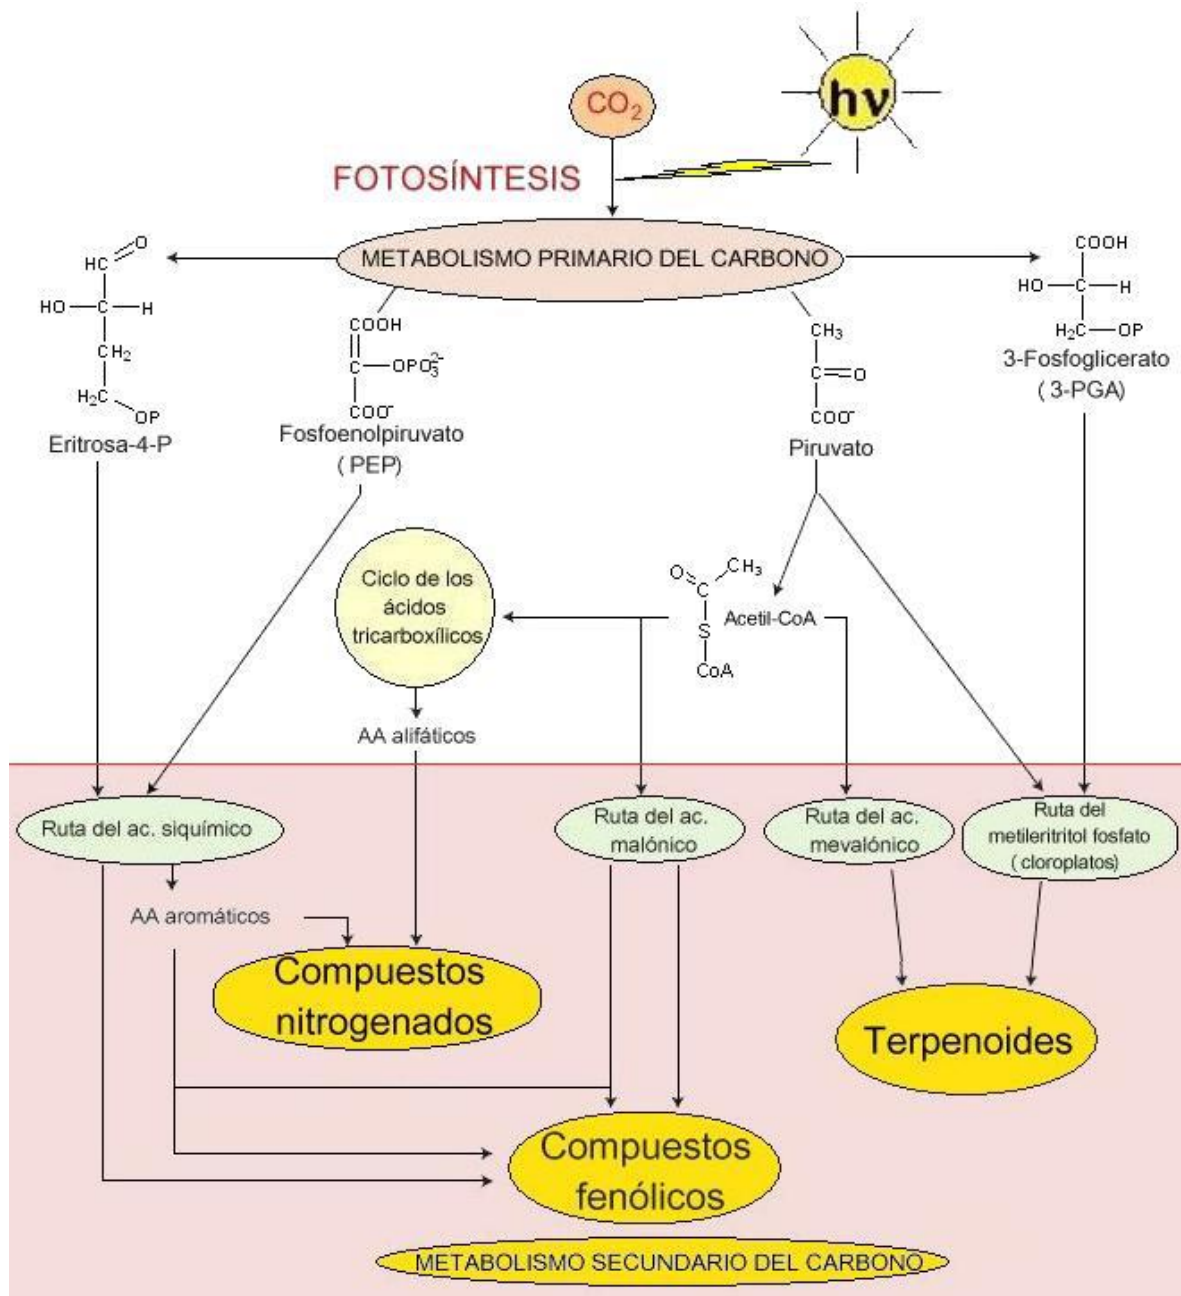 CO2
hν
FOTOSÍNTESIS
METABOLISMO PRIMARIO DEL CARBONO
O
HC
HO—C—H
CH2
H2C
OP
Eritrosa-4-P
COOH
C—OPO3 2-
COO-
Fosfoenolpiruvato
( PEP)
CH3
C=O
COO-
Piruvato
COOH
HO—C—H
H2C—OP
3-Fosfoglicerato
( 3-PGA)
Ciclo de los
ácidos
tricarboxílicos
O
CH3
C
S
CoA
Acetil-CoA
AA alifáticos
Ruta del ac. siquímico
Ruta del ac.
malónico
Ruta del ac.
mevalónico
Ruta del
metileritritol fosfato
( cloroplatos)
AA aromáticos
Compuestos
nitrogenados
Terpenoides
Compuestos
fenólicos
METABOLISMO SECUNDARIO DEL CARBONO